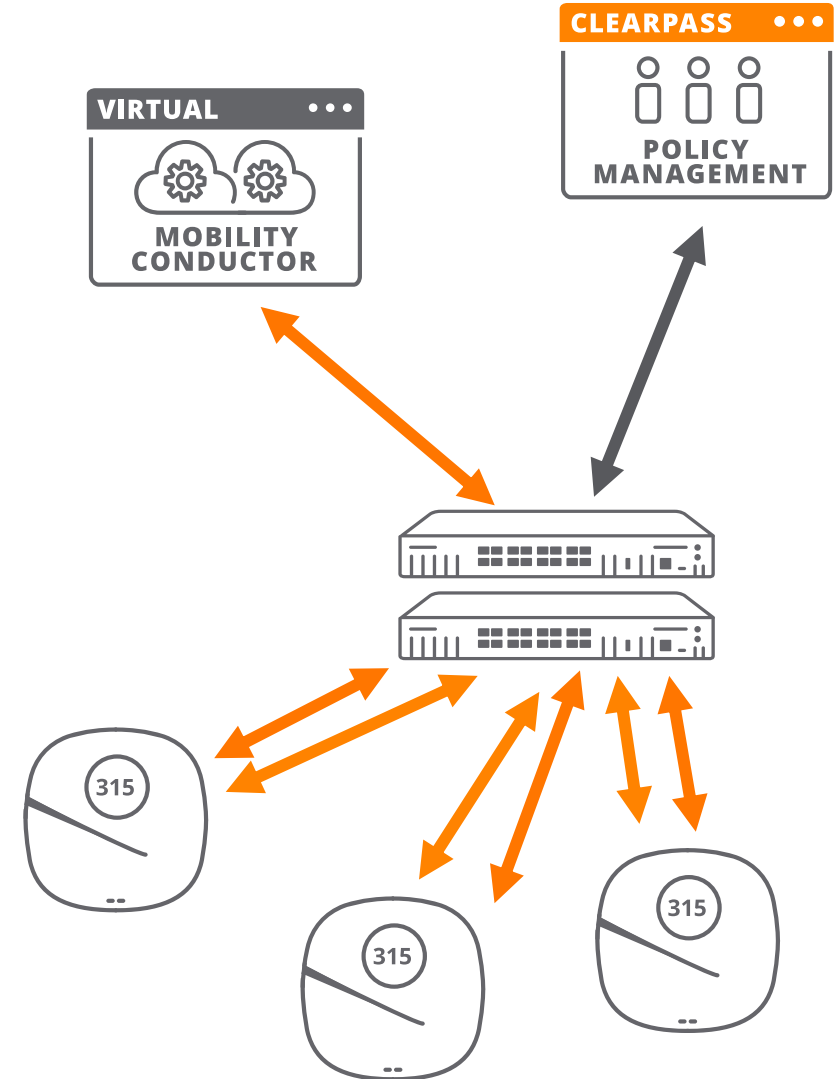 CLEARPASS
POLICY
MANAGEMENT
VIRTUAL
MOBILITY
CONDUCTOR
315
315
315